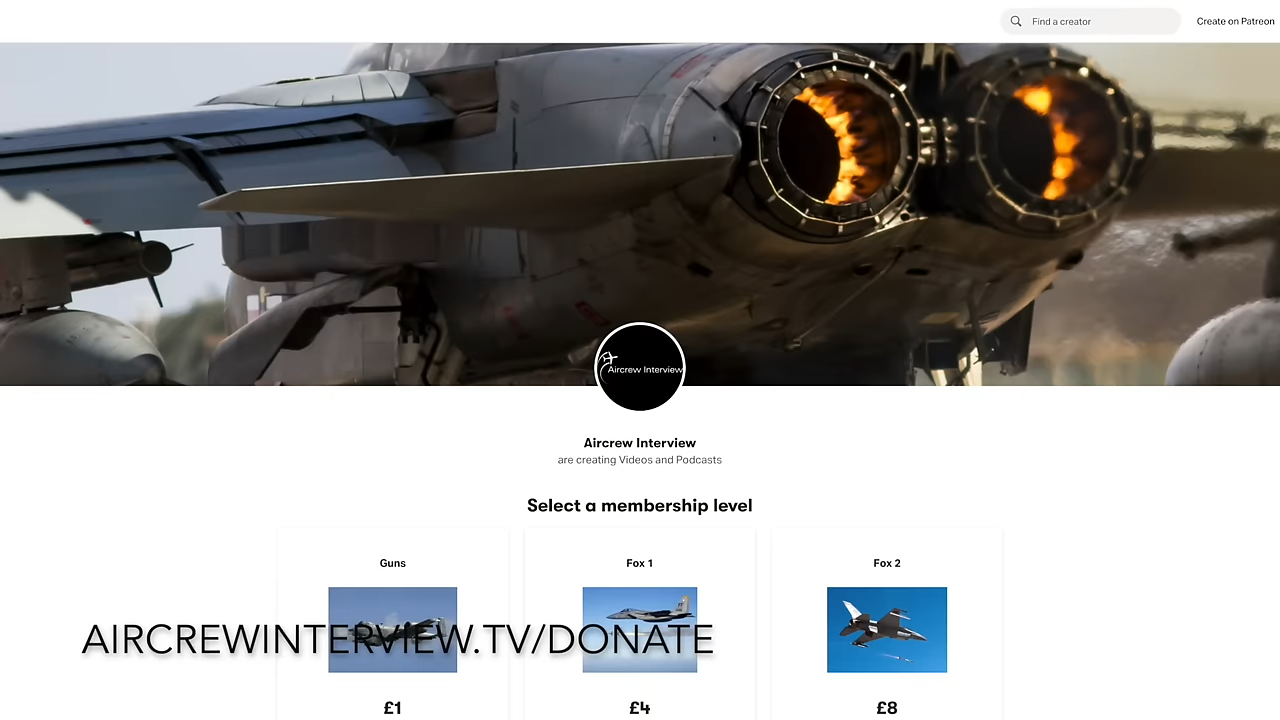 Find a creator
Create on Patreon
Aircrew Interview
Aircrew Interview
are creating Videos and Podcasts
Select a membership level
Guns
Fox 1
Fox 2
AIRCREWINTERVIEW.TV/DONATE
£1
£4
£8